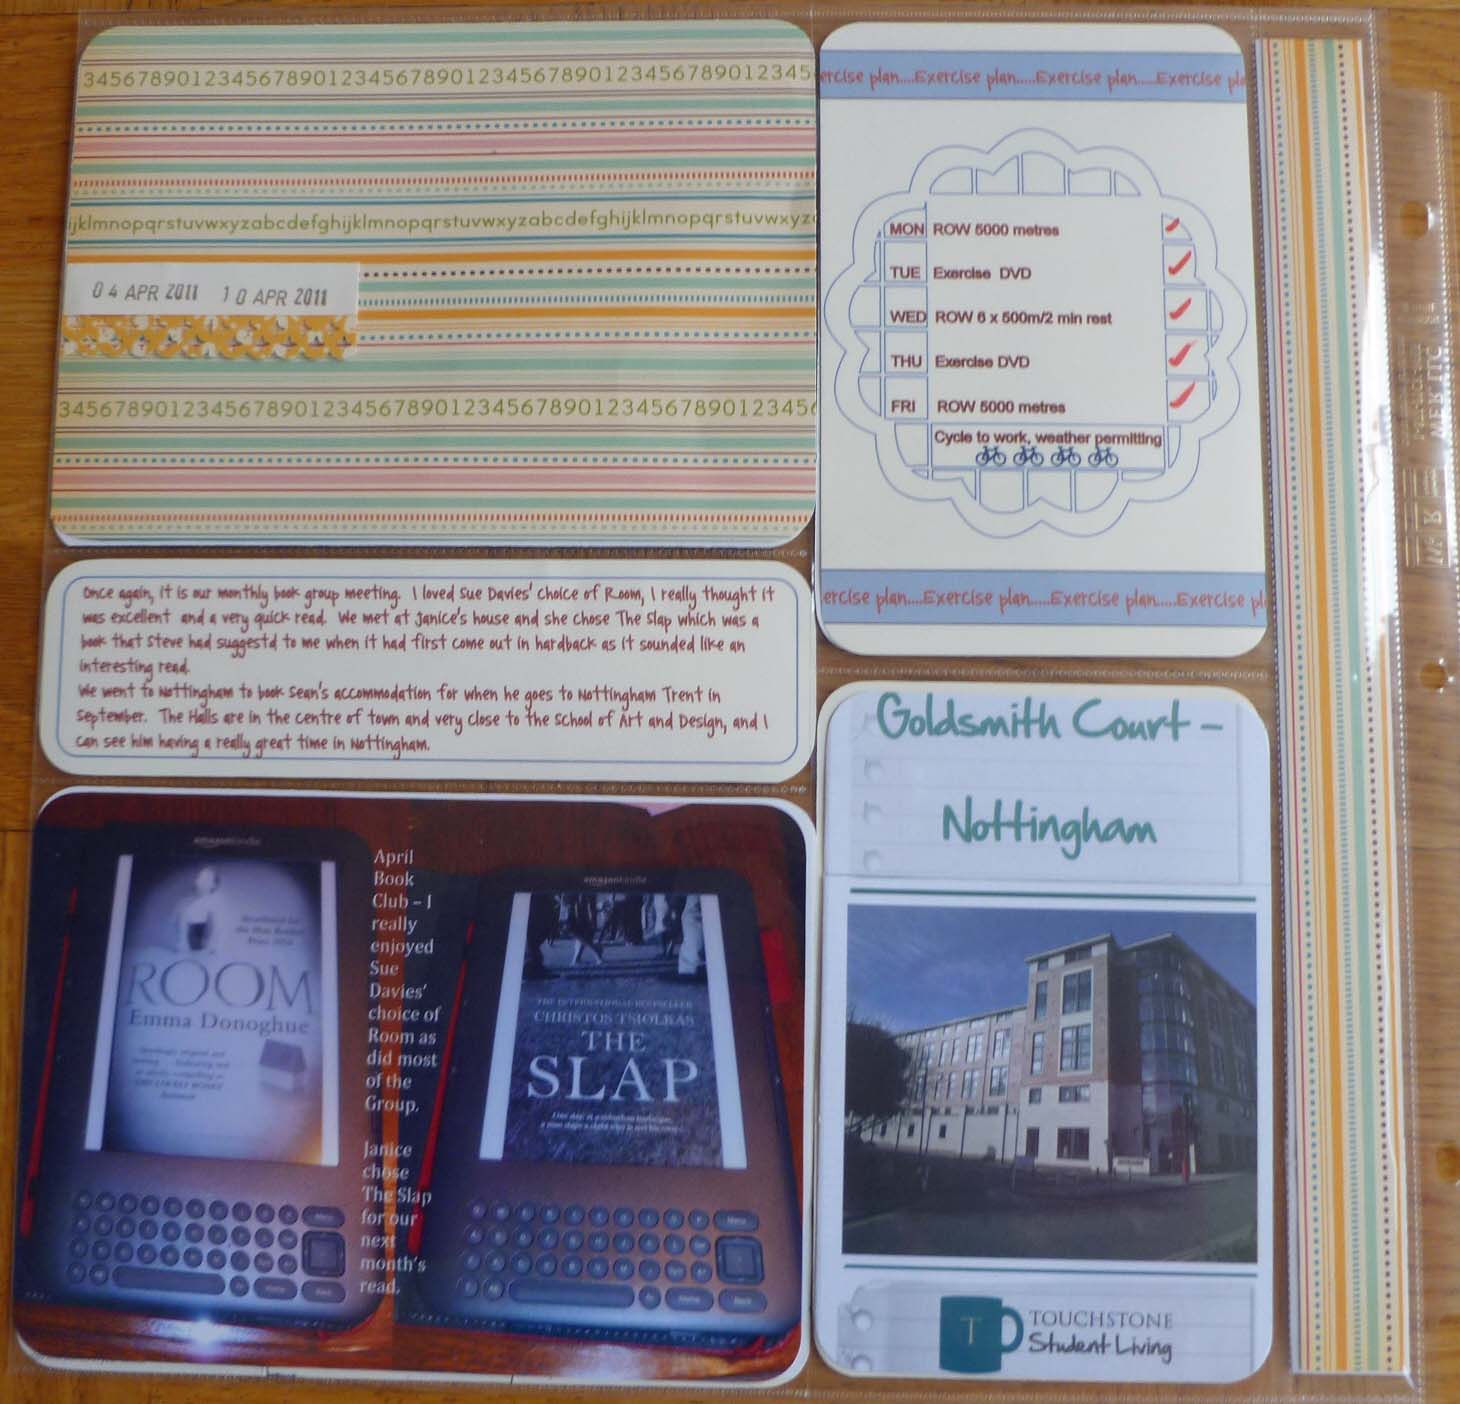 3456789012345678901234567890123456789012345
ijklmnopqrstuvwxyzabcdefghijklmnopqrstuvwxyzabcdefghijklmnopqrstuvwxyz
04 APR 2011 10 APR 2011
34567890123456789012345678901234567890123456
ercise plan....Exercise plan.....Exercise plan....Exercise pla
MON ROW 5000 metres
TUE Exercise DVD
WED ROW 6 x 500m/2 min rest
THU Exercise DVD
FRI ROW 5000 metres
Cycle to work, weather permitting
ercise plan....Exercise plan.....Exercise plan....Exercise pl
Once again, it is our monthly book group meeting. I loved Sue Davies' choice of Room, I really thought it
was excellent and a very quick read. We met at Janice's house and she chose The Slap which was a
book that Steve had suggestd to me when it had first come out in hardback as it sounded like an
interesting read.
We went to Nottingham to book Sean's accommodation for when he goes to Nottingham Trent in
September. The Halls are in the centre of town and very close to the School of Art and Design, and I
can see him having a really great time in Nottingham.
amazonkindle
ROOM
Emma Donoghue
April
Book
Club – I
really
enjoyed
Sue
Davies'
choice of
Room as
did most
of the
Group.
Janice
chose
The Slap
for our
next
month's
read.
amazonkindle
THE INTERNATIONAL BESTSELLER
CHRISTOS TSIOLKAS
THE
SLAP
Goldsmith Court –
Nottingham
T
TOUCHSTONE
Student Living